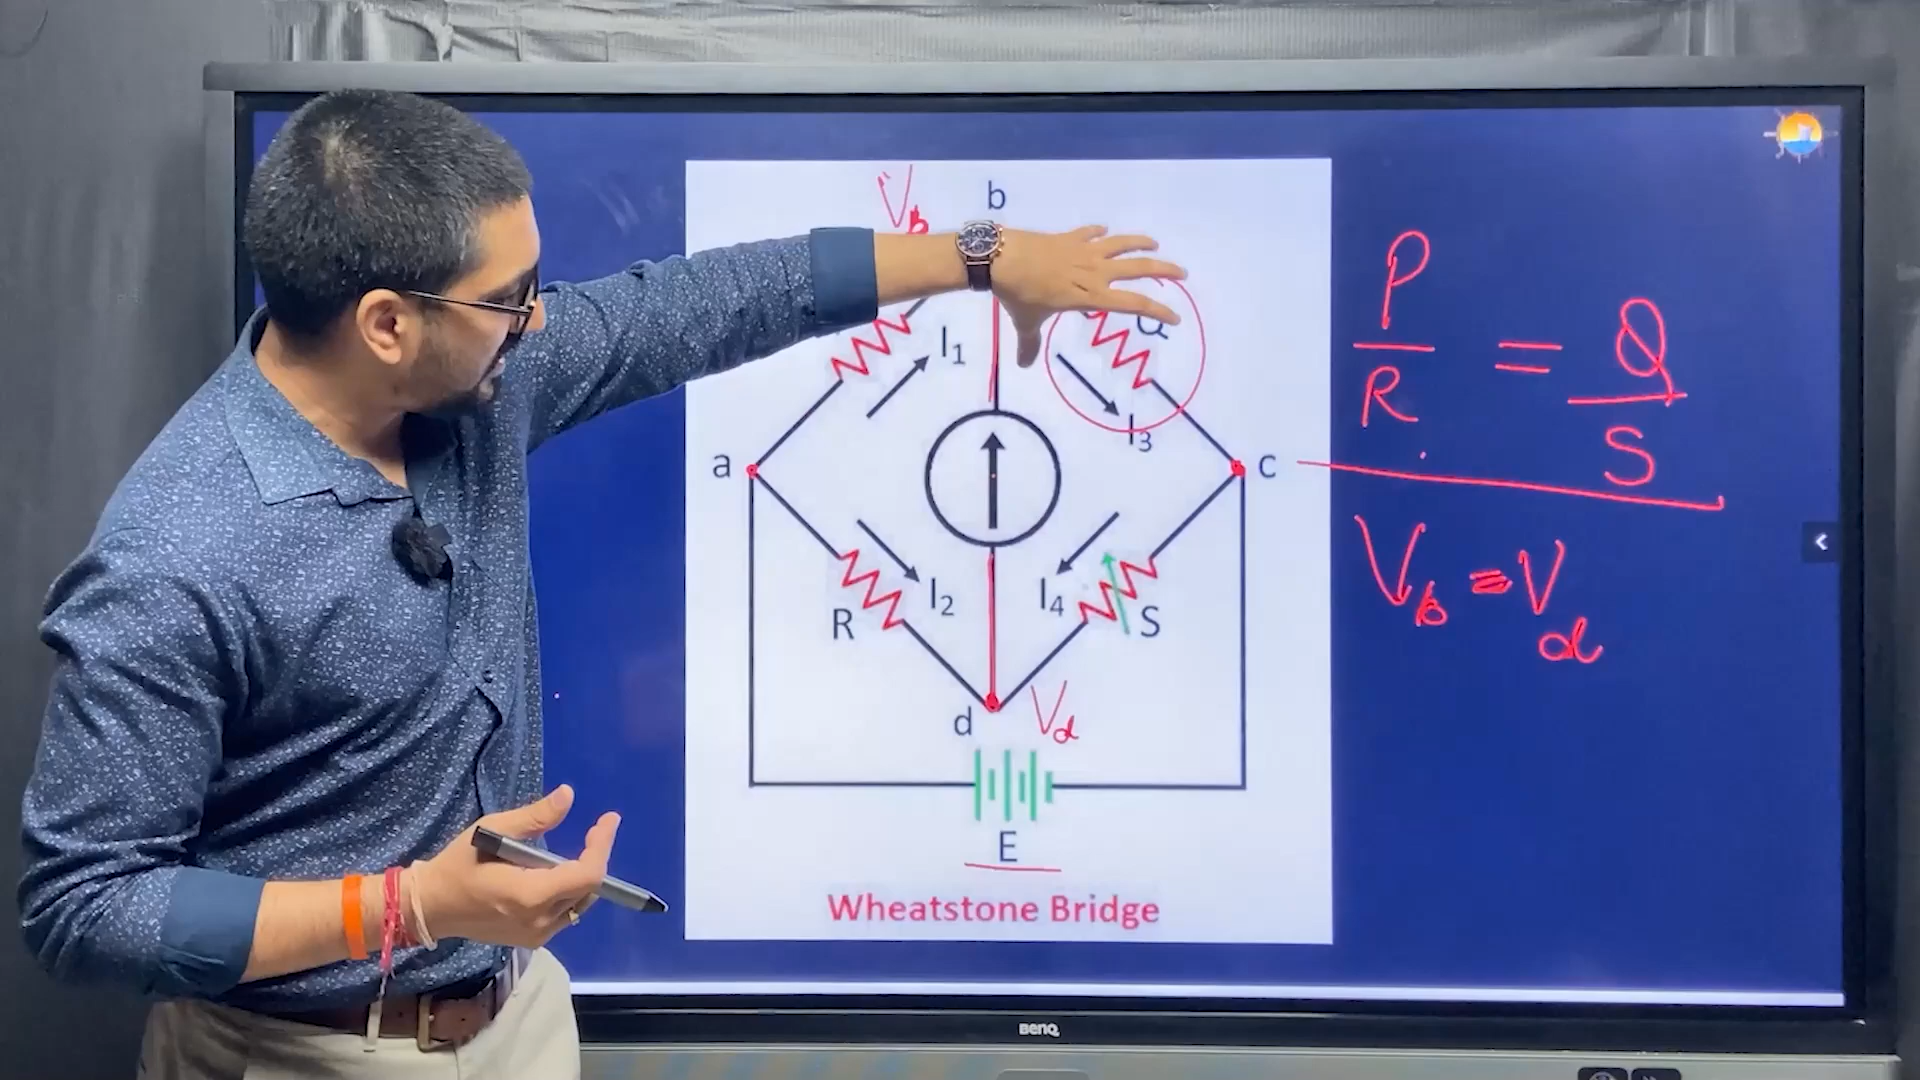 V_B
b
I₁
Q
I₃
a
c
R
I₂
I₄
S
d
V_d
E
Wheatstone Bridge
P/R = Q/S
V_B = V_d
BenQ